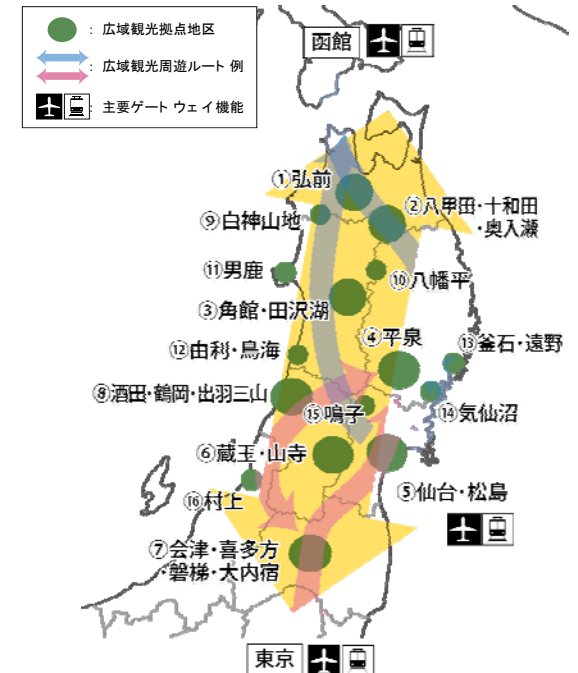 : 広域観光拠点地区
: 広域観光周遊ルート 例
: 主要ゲートウェイ機能
函館
①弘前
②八甲田・十和田
・奥入瀬
⑨白神山地
⑪男鹿
⑩八幡平
③角館・田沢湖
④平泉
⑬釜石・遠野
⑫由利・鳥海
⑧酒田・鶴岡・出羽三山
⑮鳴子
⑭気仙沼
⑥蔵王・山寺
⑤仙台・松島
⑯村上
⑦会津・喜多方
・磐梯・大内宿
東京